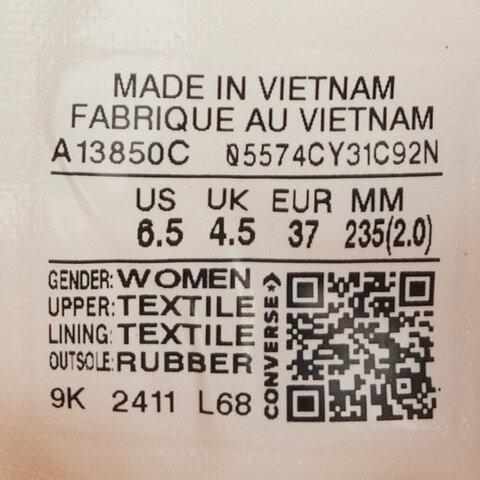 MADE IN VIETNAM
FABRIQUE AU VIETNAM
A13850C 05574CY31C92N
US UK EUR MM
6.5 4.5 37 235(2.0)
GENDER: WOMEN
UPPER: TEXTILE
LINING: TEXTILE
OUTSOLE: RUBBER
9K 2411 L68
CONVERSE